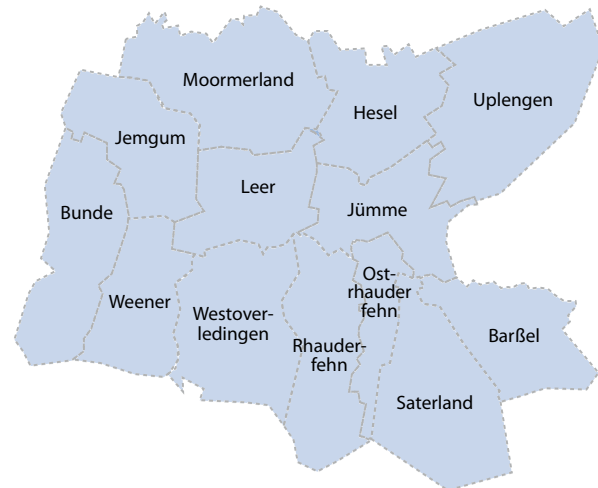 Moormerland
Uplengen
Hesel
Jemgum
Leer
Bunde
Jümme
Ost-
rhauder
fehn
Weener
Westover-
ledingen
Rhauder-
fehn
Barßel
Saterland